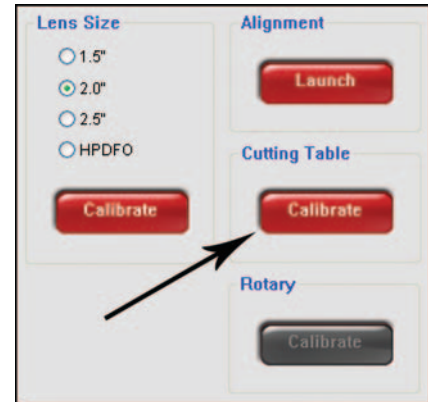 Lens Size
1.5"
2.0"
2.5"
HPDFO
Calibrate
Alignment
Launch
Cutting Table
Calibrate
Rotary
Calibrate